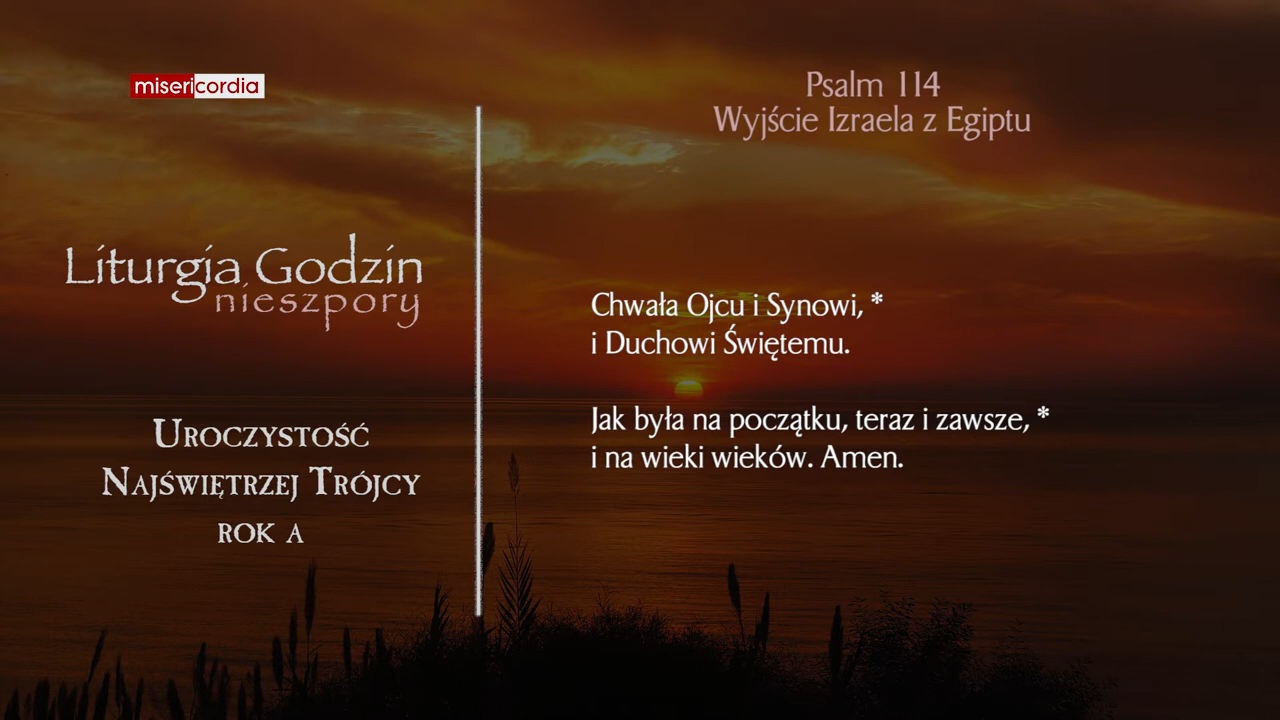 misericordia
Liturgia Godzin
nieszpory
Uroczystość
Najświętrzej Trójcy
rok a
Psalm 114
Wyjście Izraela z Egiptu
Chwała Ojcu i Synowi, *
i Duchowi Świętemu.
Jak była na początku, teraz i zawsze, *
i na wieki wieków. Amen.